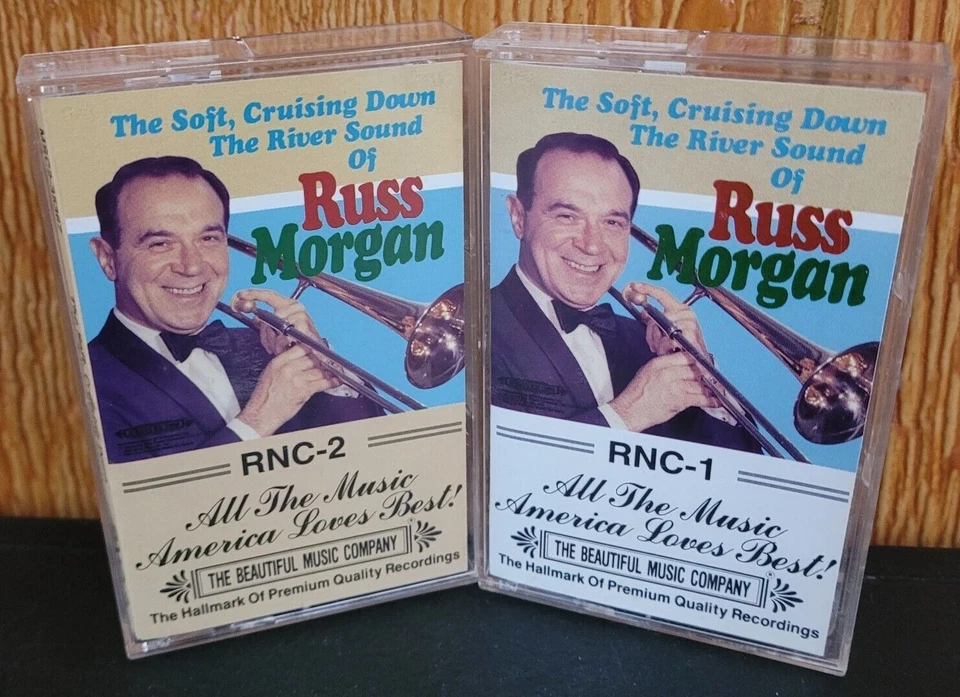 The Soft, Cruising Down
The River Sound
Of
Russ
Morgan
RNC-2
All The Music
America Loves Best!
THE BEAUTIFUL MUSIC COMPANY
The Hallmark Of Premium Quality Recordings
The Soft, Cruising Down
The River Sound
Of
Russ
Morgan
RNC-1
All The Music
America Loves Best!
THE BEAUTIFUL MUSIC COMPANY
The Hallmark Of Premium Quality Recordings